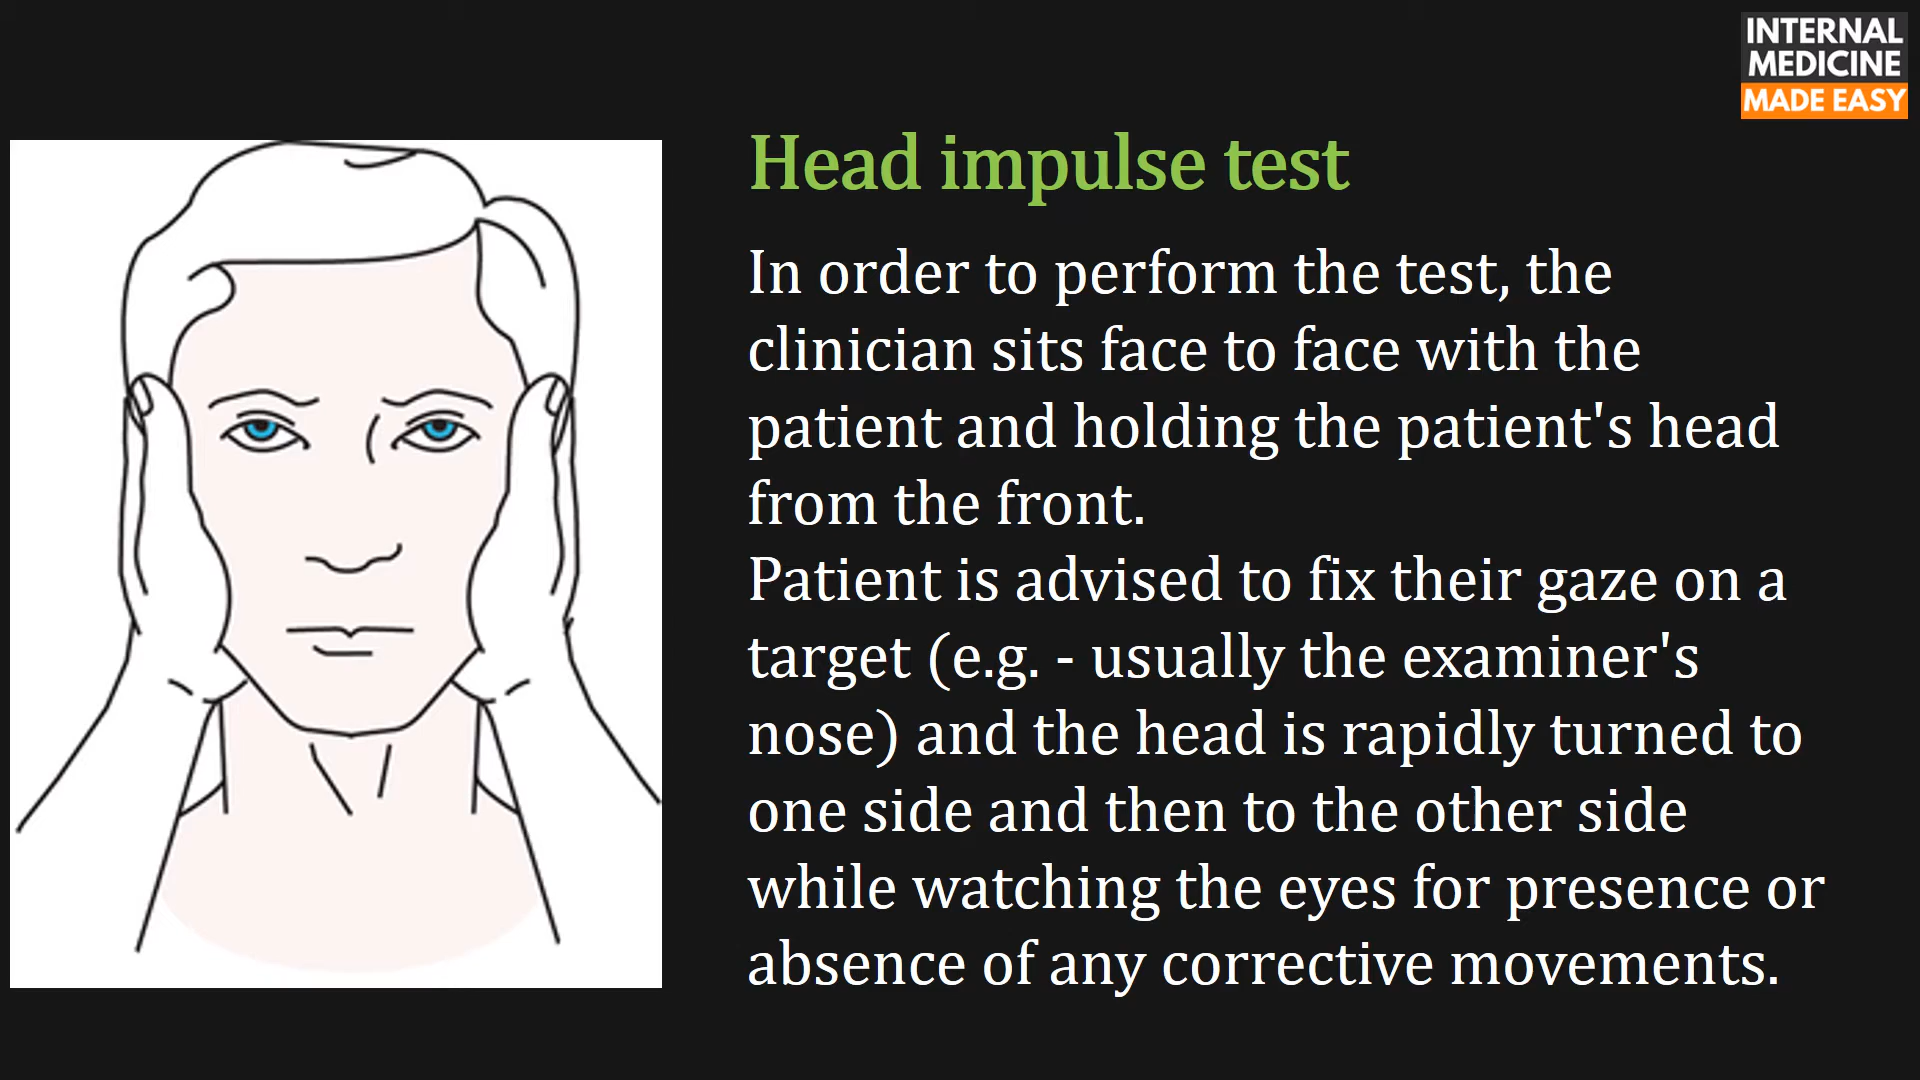 INTERNAL
MEDICINE
MADE EASY
Head impulse test
In order to perform the test, the
clinician sits face to face with the
patient and holding the patient's head
from the front.
Patient is advised to fix their gaze on a
target (e.g. - usually the examiner's
nose) and the head is rapidly turned to
one side and then to the other side
while watching the eyes for presence or
absence of any corrective movements.